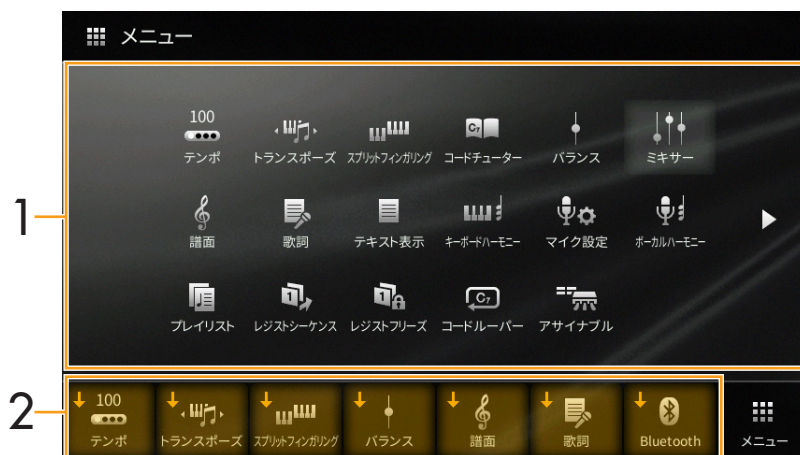 メニュー
100
テンポ
トランスポーズ
スプリットフィンガリング
C7
コードチューター
バランス
ミキサー
1
譜面
歌詞
テキスト表示
キーボードハーモニー
マイク設定
ボーカルハーモニー
プレイリスト
1
レジストシーケンス
1
レジストフリーズ
C7
コードルーパー
アサイナブル
2
100
テンポ
トランスポーズ
スプリットフィンガリング
バランス
譜面
歌詞
Bluetooth
メニュー